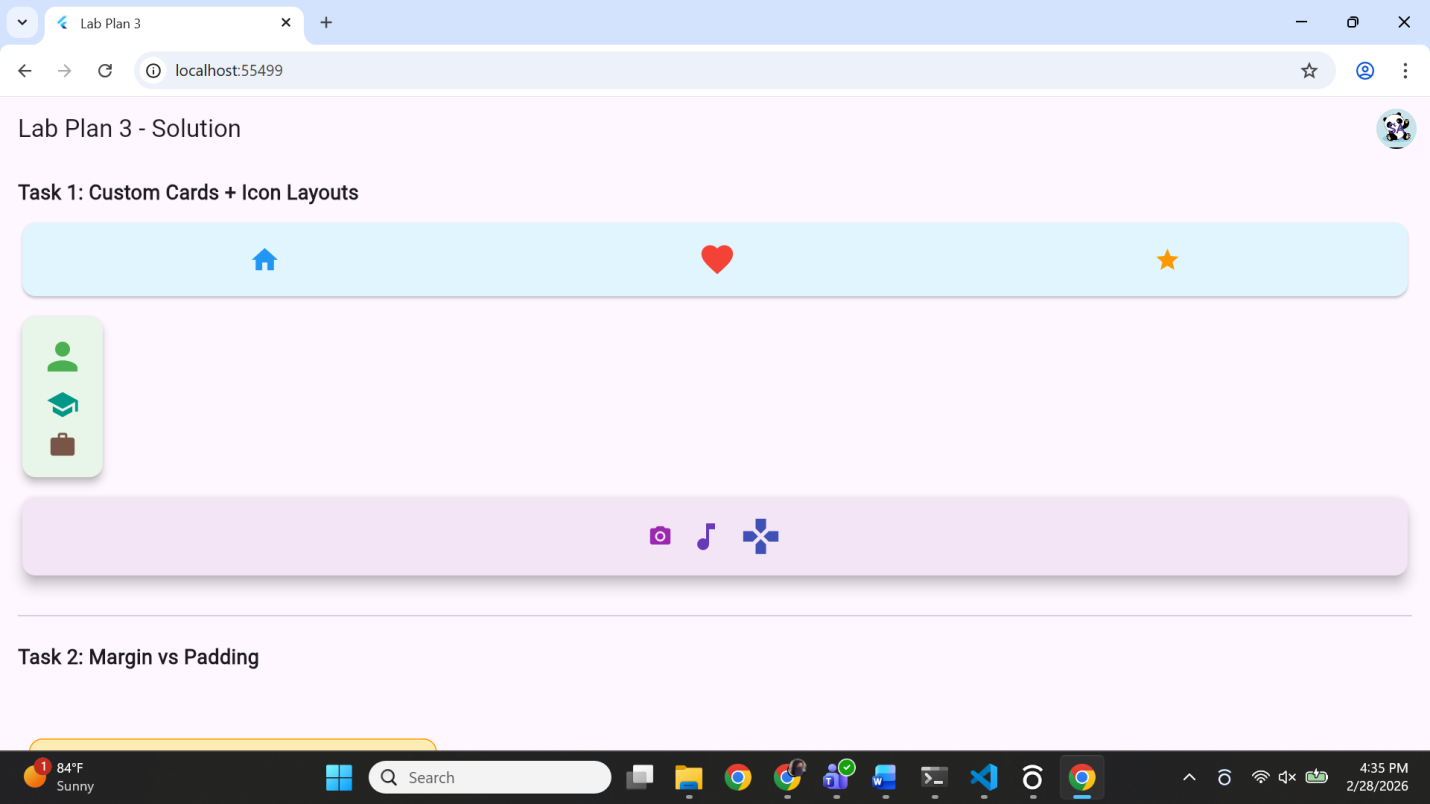 Lab Plan 3
localhost:55499
Lab Plan 3 - Solution
Task 1: Custom Cards + Icon Layouts
Task 2: Margin vs Padding
1
84°F
Sunny
Search
W
4:35 PM
2/28/2026